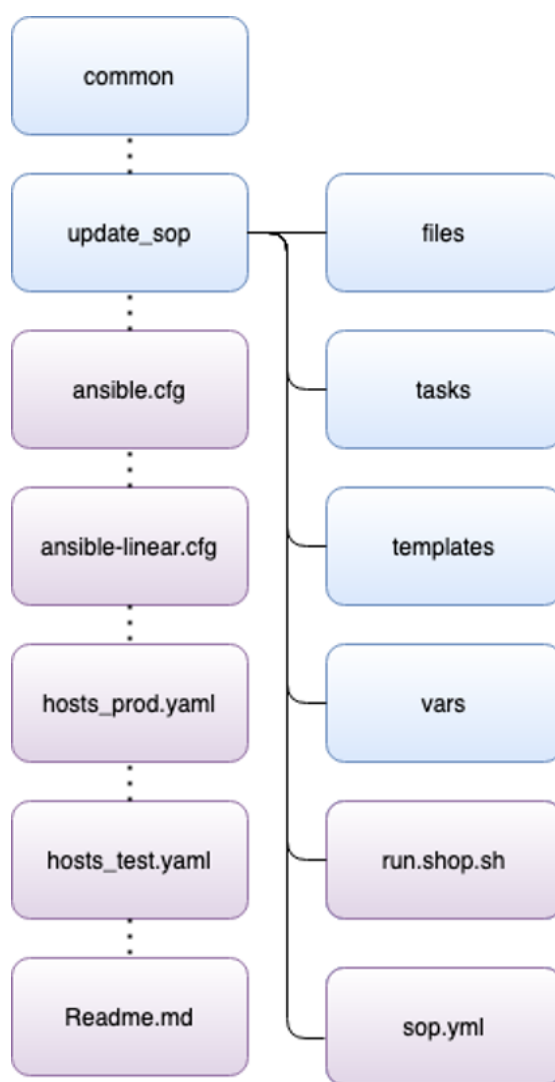 common
update_sop
files
ansible.cfg
tasks
ansible-linear.cfg
templates
hosts_prod.yaml
vars
hosts_test.yaml
run.shop.sh
Readme.md
sop.yml